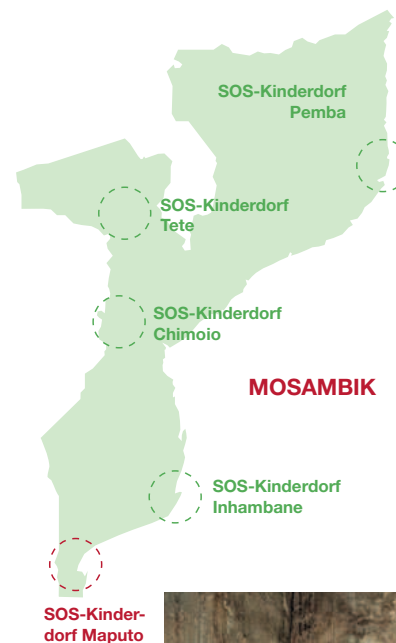 SOS-Kinderdorf
Pemba
SOS-Kinderdorf
Tete
SOS-Kinderdorf
Chimoio
MOSAMBIK
SOS-Kinderdorf
Inhambane
SOS-Kinder-
dorf Maputo